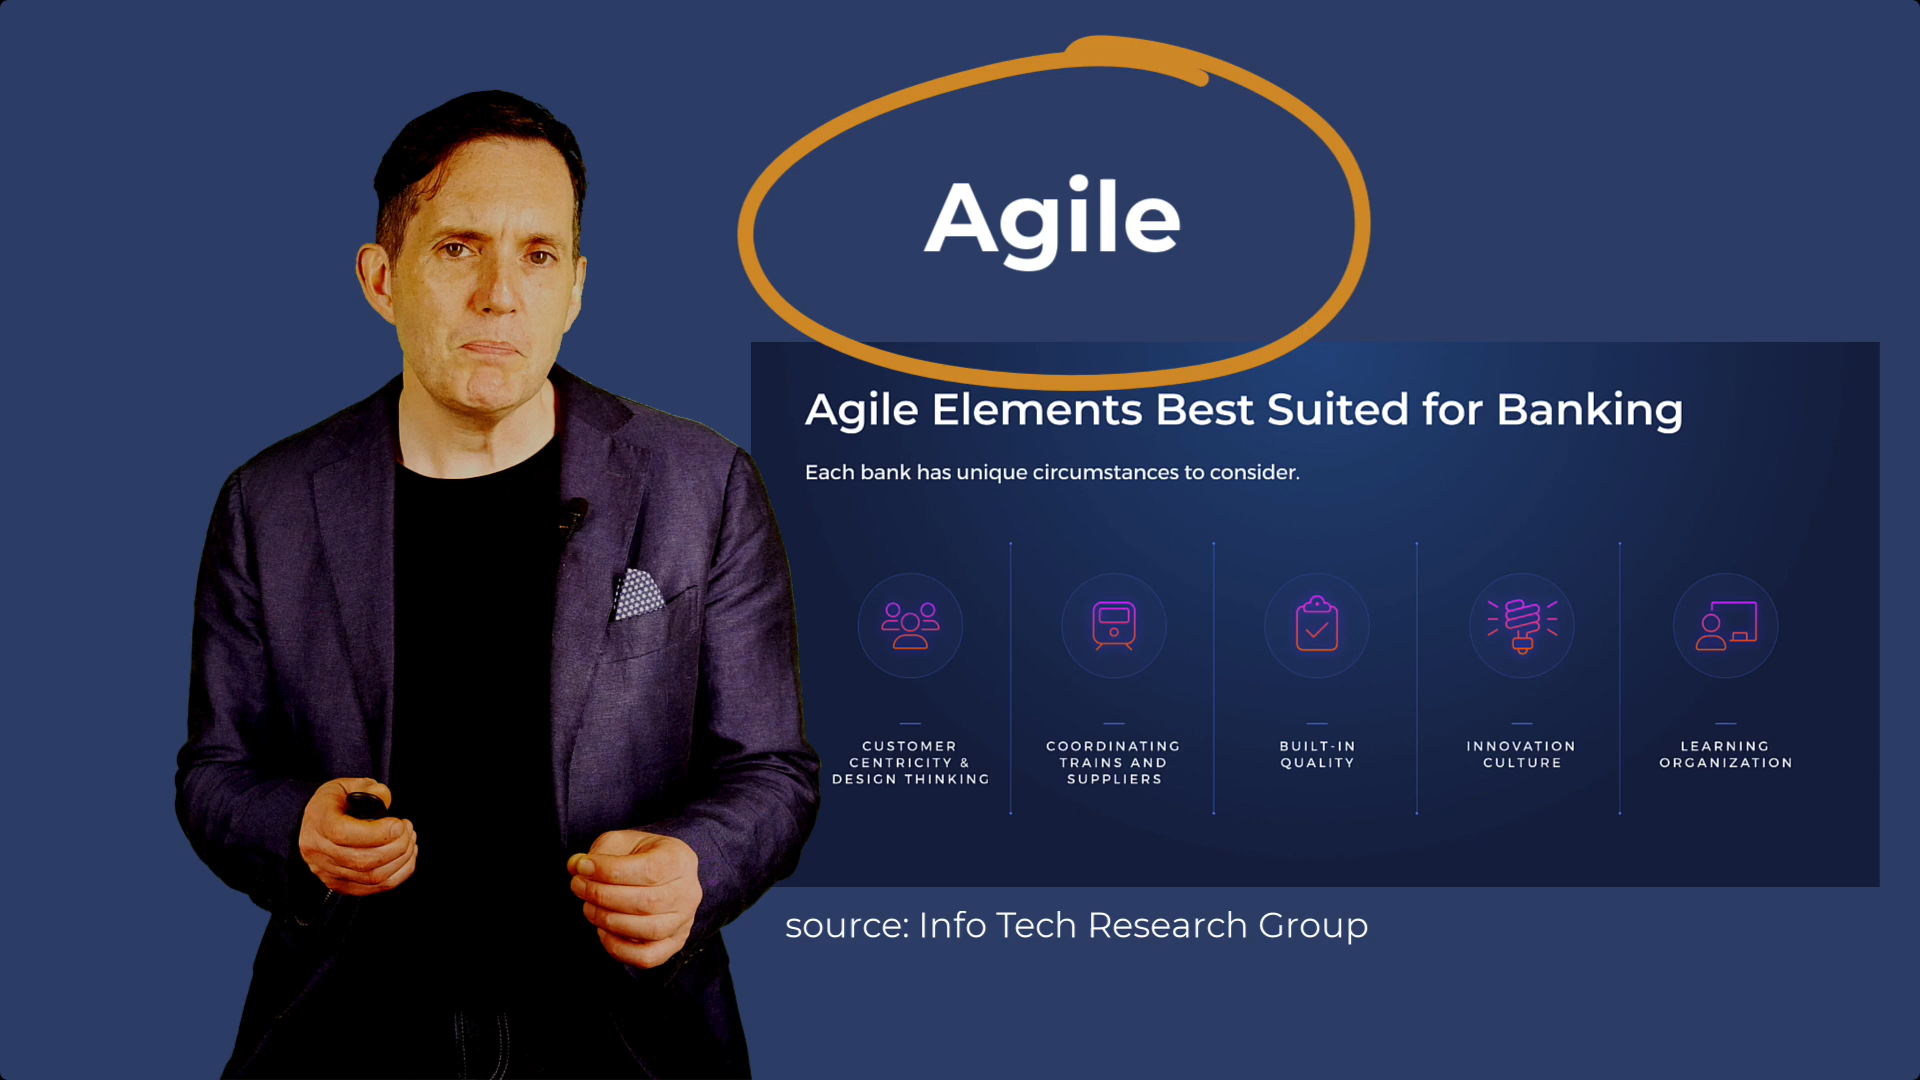 Agile
Agile Elements Best Suited for Banking
Each bank has unique circumstances to consider.
CUSTOMER
CENTRICITY &
DESIGN THINKING
COORDINATING
TRAINS AND
SUPPLIERS
BUILT-IN
QUALITY
INNOVATION
CULTURE
LEARNING
ORGANIZATION
source: Info Tech Research Group